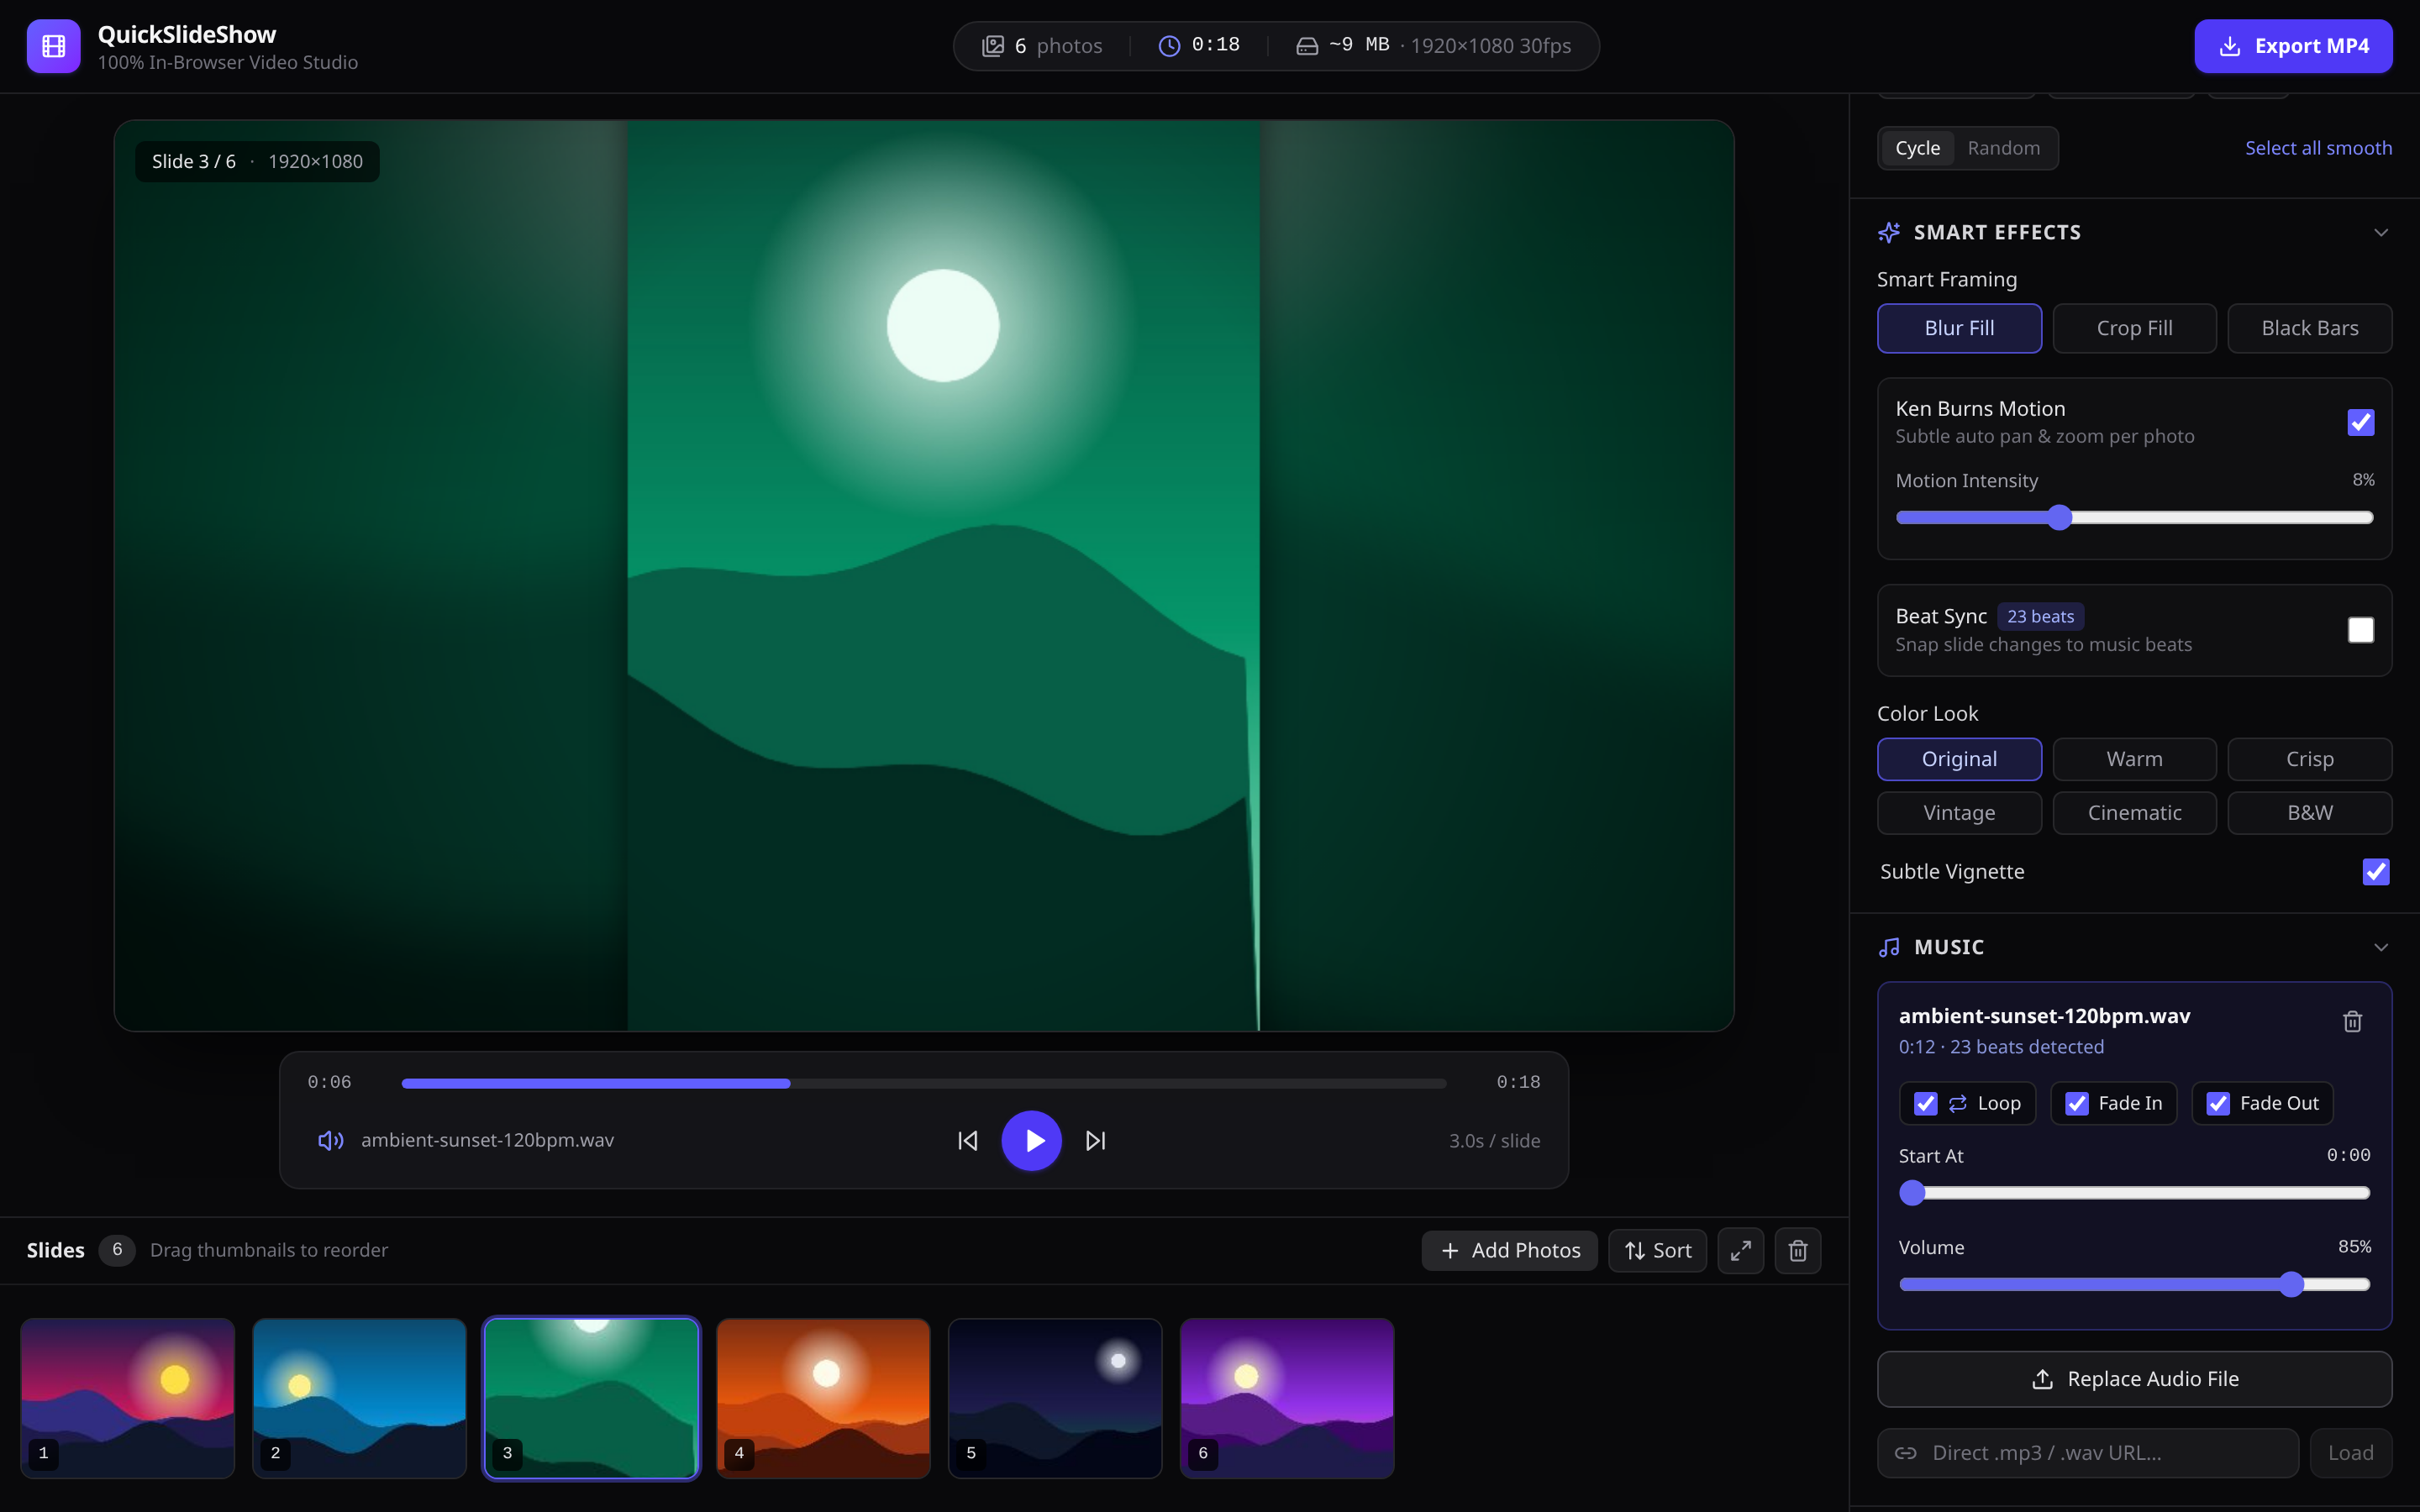 QuickSlideShow
100% In-Browser Video Studio
6 photos
0:18
~9 MB · 1920×1080 30fps
Export MP4
Slide 3 / 6 · 1920×1080
Cycle
Random
Select all smooth
SMART EFFECTS
Smart Framing
Blur Fill
Crop Fill
Black Bars
Ken Burns Motion
Subtle auto pan & zoom per photo
Motion Intensity
8%
Beat Sync
23 beats
Snap slide changes to music beats
Color Look
Original
Warm
Crisp
Vintage
Cinematic
B&W
Subtle Vignette
MUSIC
ambient-sunset-120bpm.wav
0:12 · 23 beats detected
Loop
Fade In
Fade Out
Start At
0:00
Volume
85%
Replace Audio File
Direct .mp3 / .wav URL...
Load
0:06
0:18
ambient-sunset-120bpm.wav
3.0s / slide
Slides
6
Drag thumbnails to reorder
Add Photos
Sort
1
2
3
4
5
6